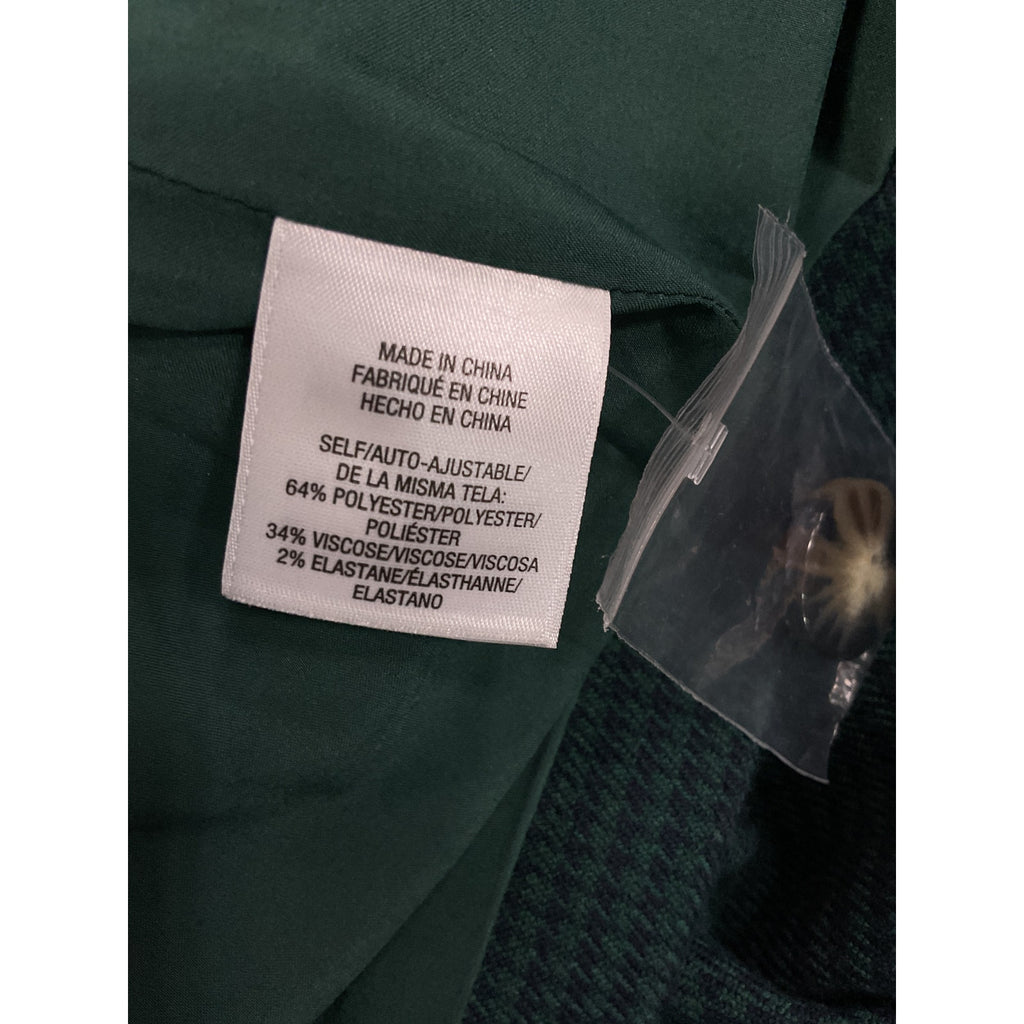 MADE IN CHINA
FABRIQUÉ EN CHINE
HECHO EN CHINA
SELF/AUTO-AJUSTABLE/
DE LA MISMA TELA:
64% POLYESTER/POLYESTER/
POLIÉSTER
34% VISCOSE/VISCOSE/VISCOSA
2% ELASTANE/ÉLASTHANNE/
ELASTANO